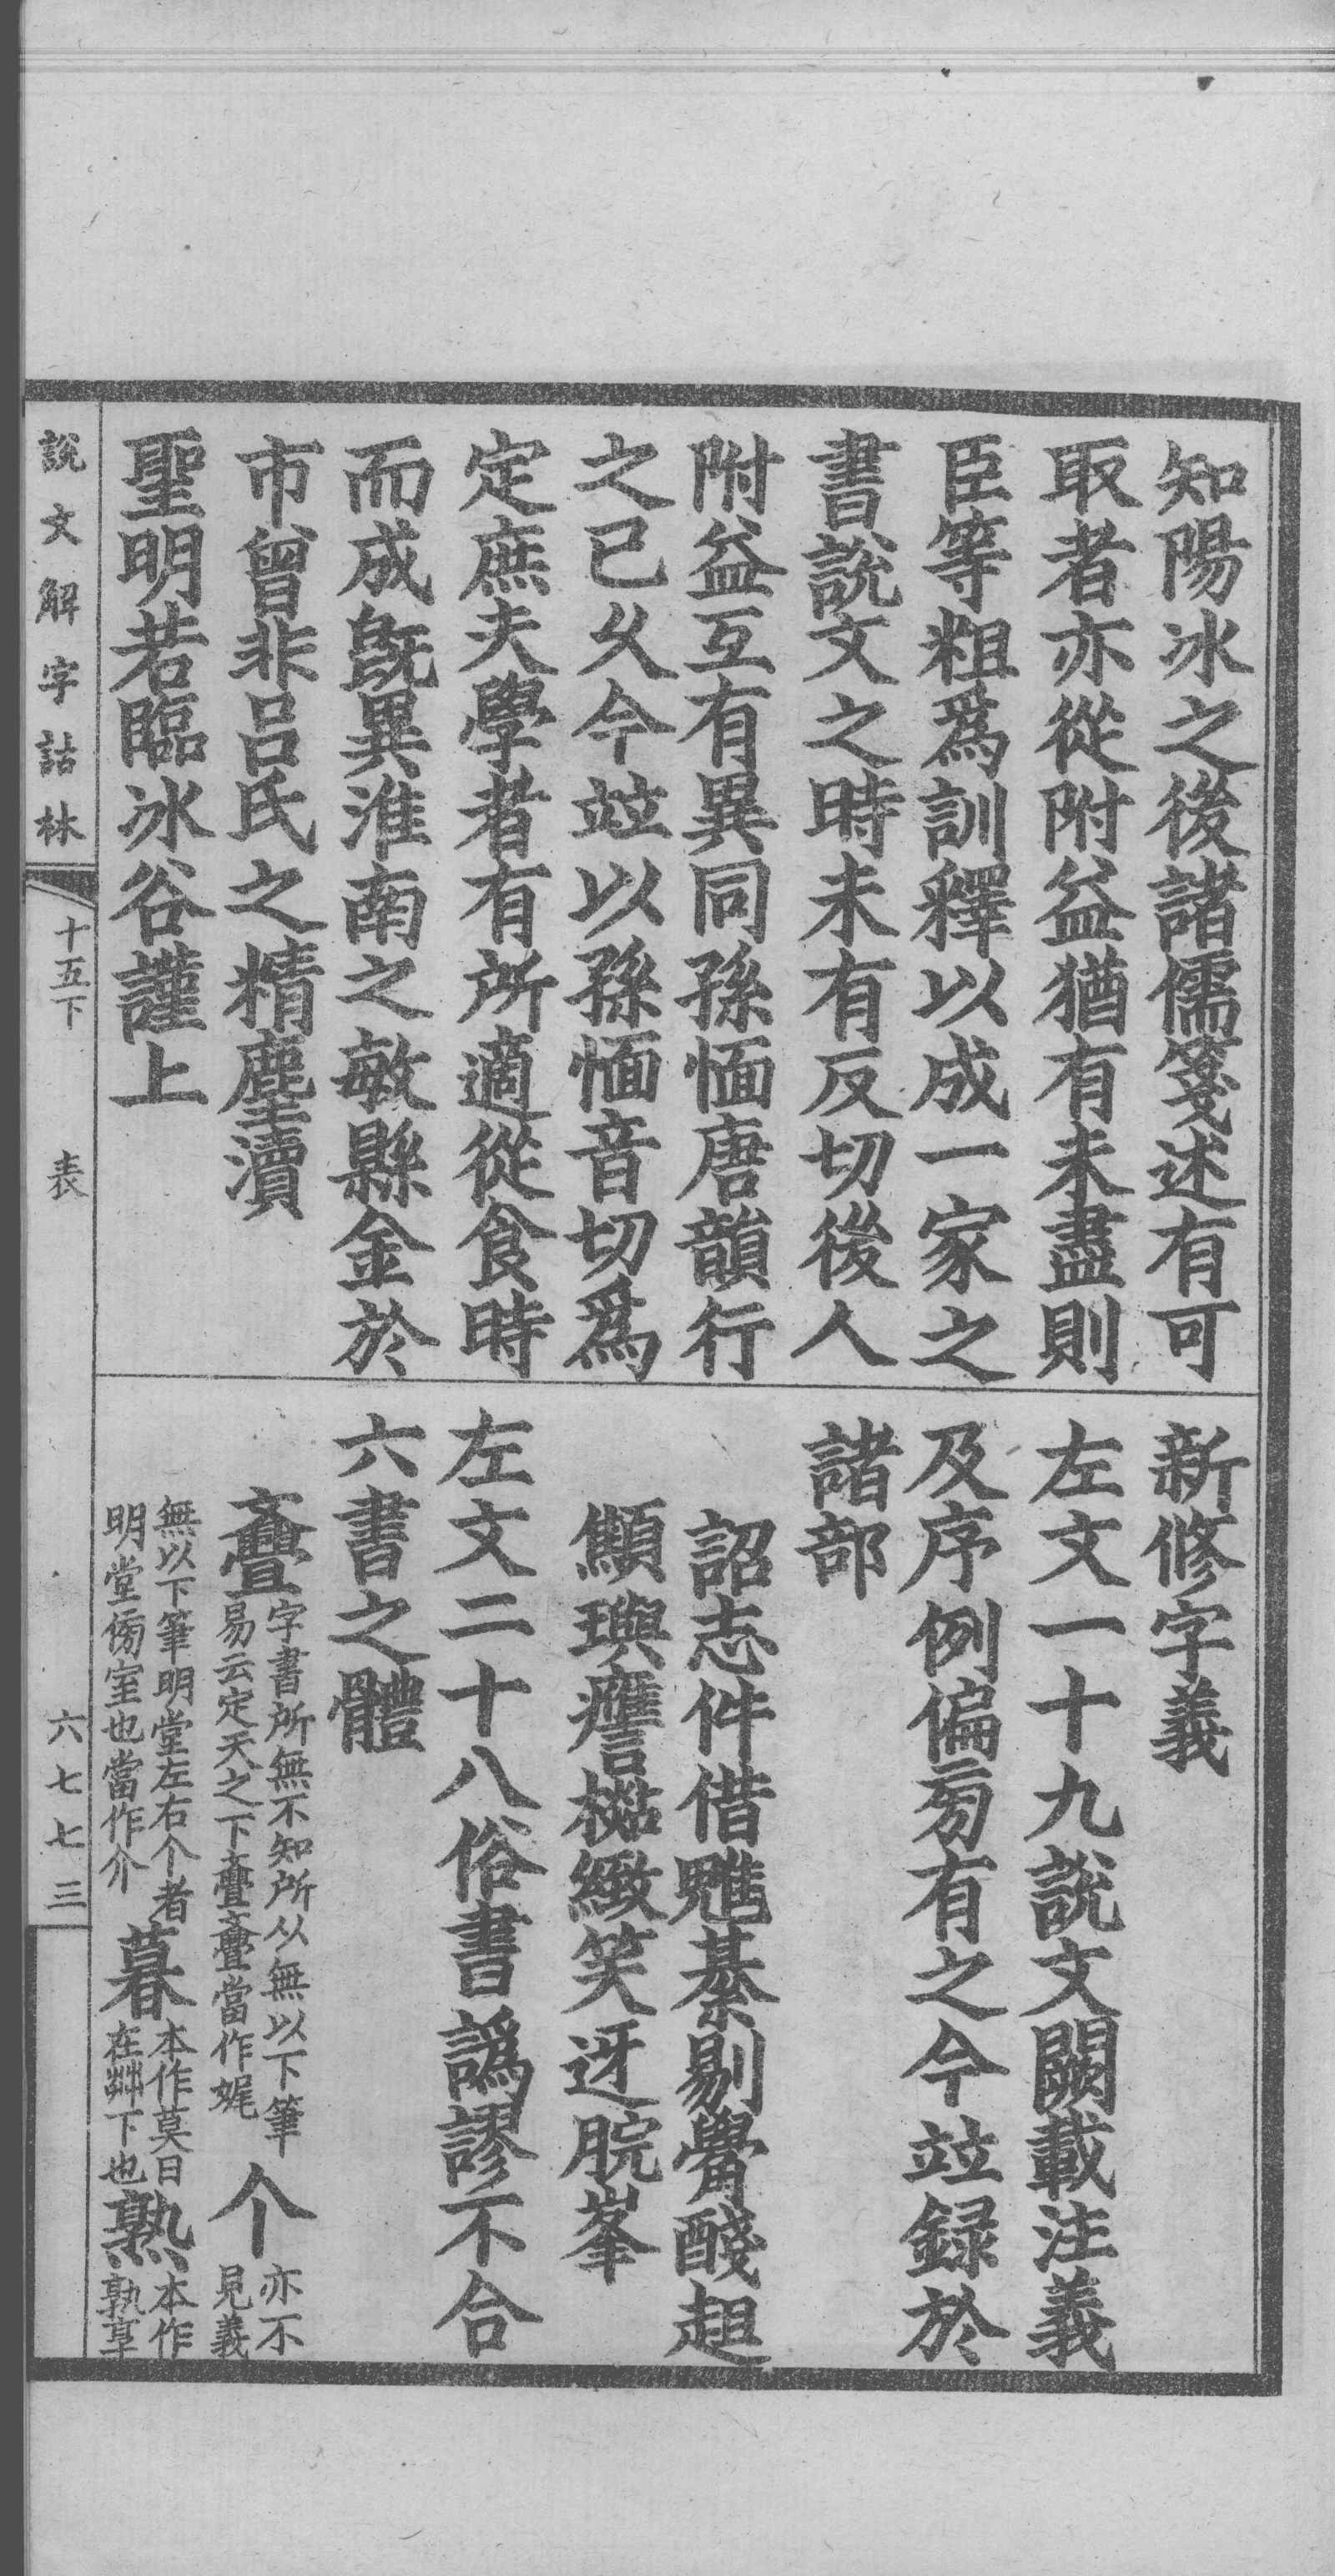 知陽冰之後諸儒箋述有可
取者亦從附益猶有未盡則
臣等粗爲訓釋以成一家之
書說文之時未有反切後人
附益互有異同孫愐唐韻行
之已久今竝以孫愐音切爲
定庶夫學者有所適從食時
而成旣異淮南之敏縣金於
市曾非呂氏之精塵瀆
聖明若臨冰谷謹上
新修字義
左文一十九說文闕載注義
及序例偏㫄有之今竝録於
諸部
詔志件借魋綦剔觷醆趄
顦璵𤻮樧緻笑迓睆峯
左文二十八俗書譌謬不合
六書之體
亹字書所無不知所从無以下筆
易云定天之下亹亹當作娓
个亦不
見義
無以下筆明堂左右个者
明堂㑂室也當作介
暮本作莫日
在茻下也
熟本作
孰享
說文解字詁林
十五下
表
六七七三